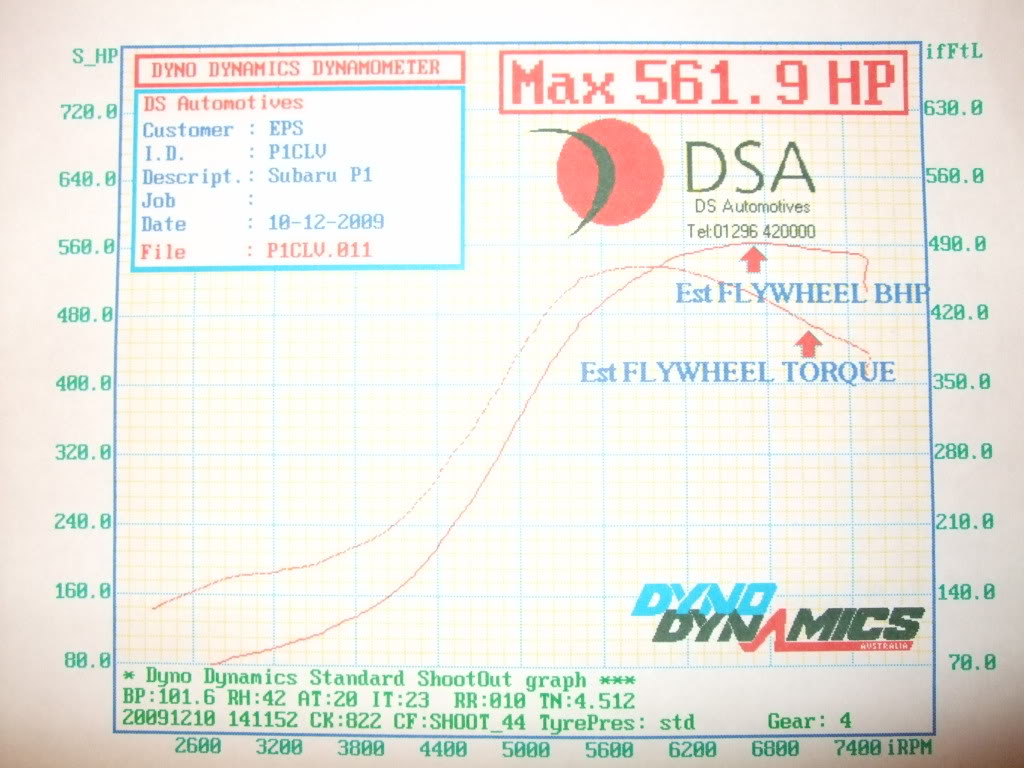 S_HP
DYNO DYNAMICS DYNAMOMETER
Max 561.9 HP
ifFtL
DS Automotives
Customer : EPS
I.D. : P1CLV
Descript.: Subaru P1
Job :
Date : 10-12-2009
File : P1CLV.011
DSA
DS Automotives
Tel:01296 420000
720.0
640.0
560.0
480.0
400.0
320.0
240.0
160.0
80.0
630.0
560.0
490.0
420.0
350.0
280.0
210.0
140.0
70.0
Est FLYWHEEL BHP
Est FLYWHEEL TORQUE
DYNO
DYNAMICS
AUSTRALIA
* Dyno Dynamics Standard ShootOut graph ***
BP:101.6 RH:42 AT:20 IT:23 RR:010 TN:4.512
20091210 141152 CK:822 CF:SHOOT_44 TyrePres: std Gear: 4
2600 3200 3800 4400 5000 5600 6200 6800 7400 iRPM